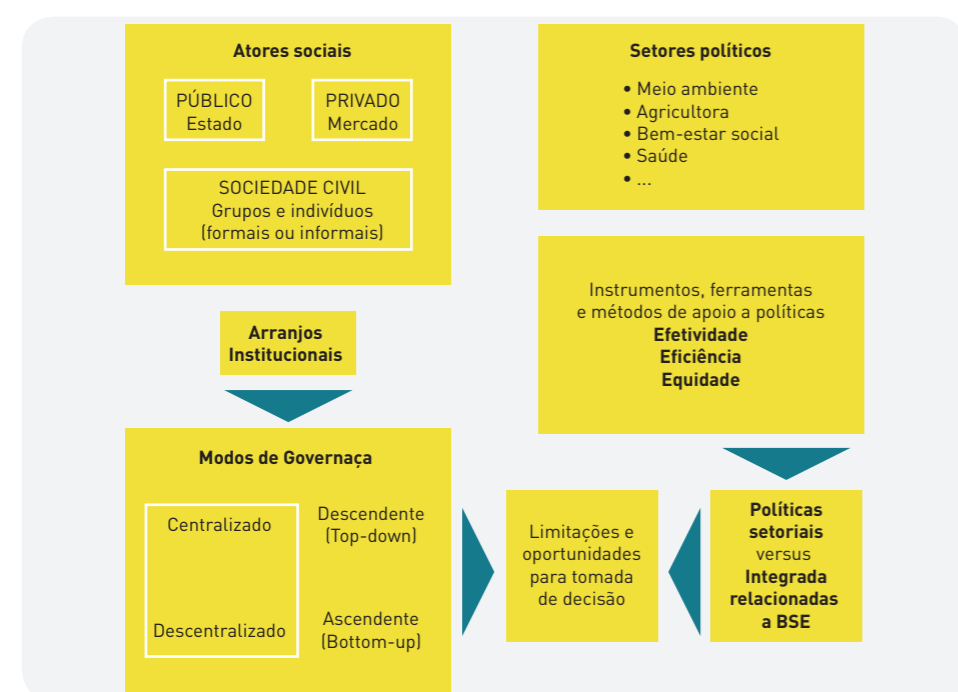 Atores sociais
PÚBLICO
Estado
PRIVADO
Mercado
SOCIEDADE CIVIL
Grupos e indivíduos
(formais ou informais)
Arranjos
Institucionais
Modos de Governaça
Centralizado
Descendente
(Top-down)
Descentralizado
Ascendente
(Bottom-up)
Setores políticos
• Meio ambiente
• Agricultora
• Bem-estar social
• Saúde
• ...
Instrumentos, ferramentas
e métodos de apoio a políticas
Efetividade
Eficiência
Equidade
Políticas
setoriais
versus
Integrada
relacionadas
a BSE
Limitações e
oportunidades
para tomada
de decisão